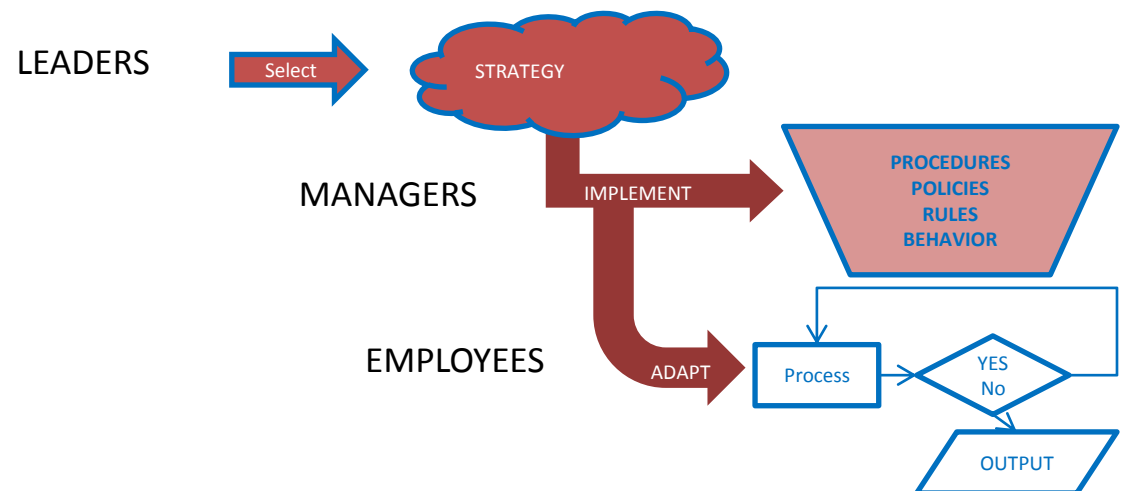 LEADERS
Select
STRATEGY
MANAGERS
IMPLEMENT
PROCEDURES
POLICIES
RULES
BEHAVIOR
EMPLOYEES
ADAPT
Process
YES
No
OUTPUT